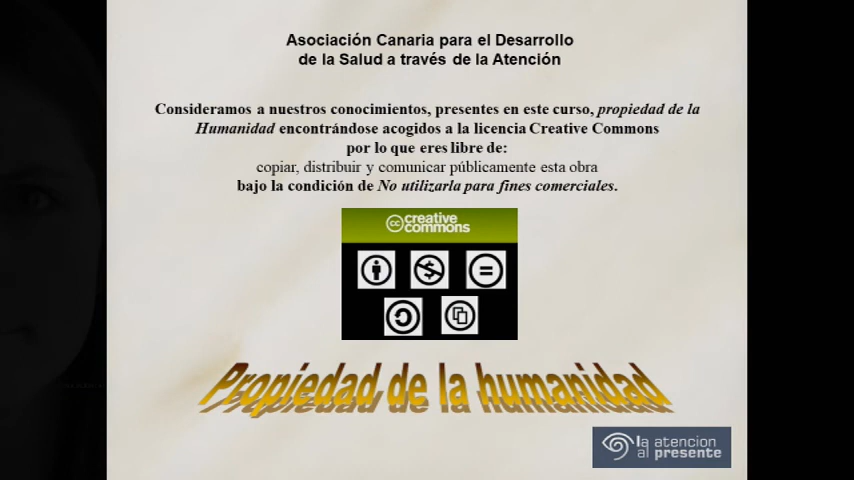 Asociación Canaria para el Desarrollo
de la Salud a través de la Atención
Consideramos a nuestros conocimientos, presentes en este curso, propiedad de la
Humanidad encontrándose acogidos a la licencia Creative Commons
por lo que eres libre de:
copiar, distribuir y comunicar públicamente esta obra
bajo la condición de No utilizarla para fines comerciales.
cc creative
commons
Propiedad de la humanidad
la atencion
al presente